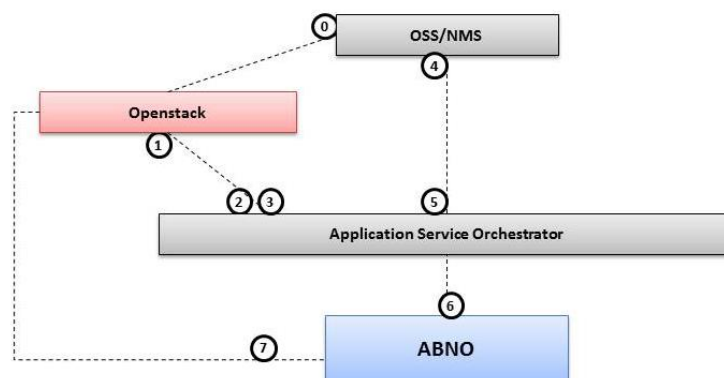 0
OSS/NMS
4
Openstack
1
2
3
5
Application Service Orchestrator
6
ABNO
7